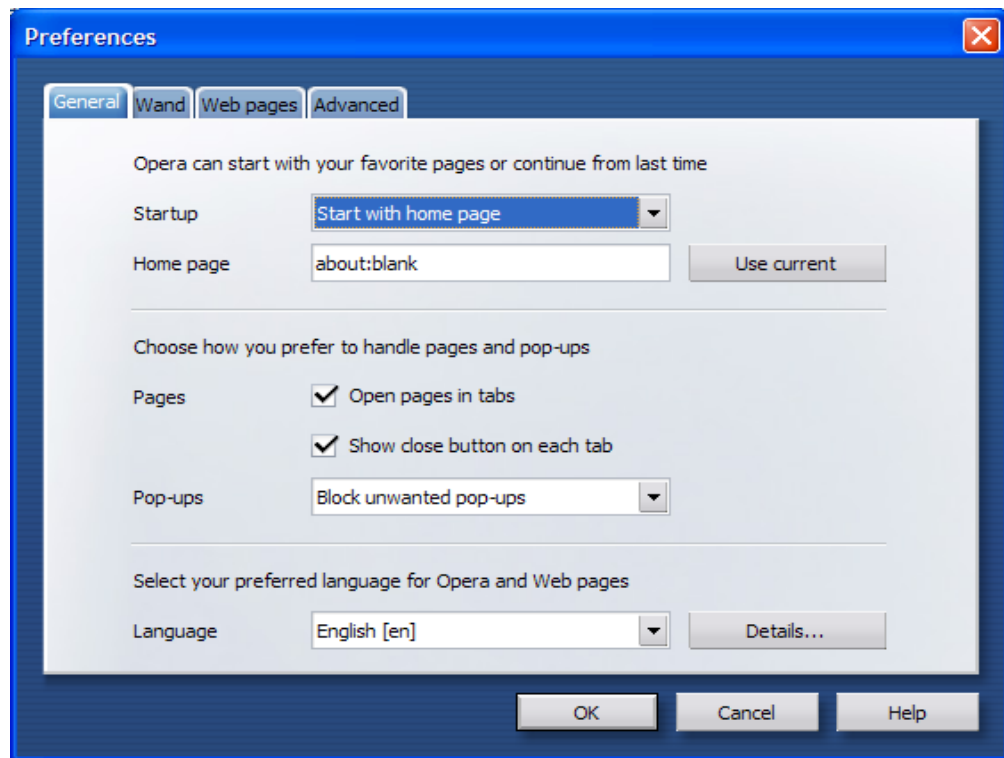 Preferences
General Wand Web pages Advanced
Opera can start with your favorite pages or continue from last time
Startup Start with home page
Home page about:blank Use current
Choose how you prefer to handle pages and pop-ups
Pages Open pages in tabs
Show close button on each tab
Pop-ups Block unwanted pop-ups
Select your preferred language for Opera and Web pages
Language English [en] Details...
OK Cancel Help